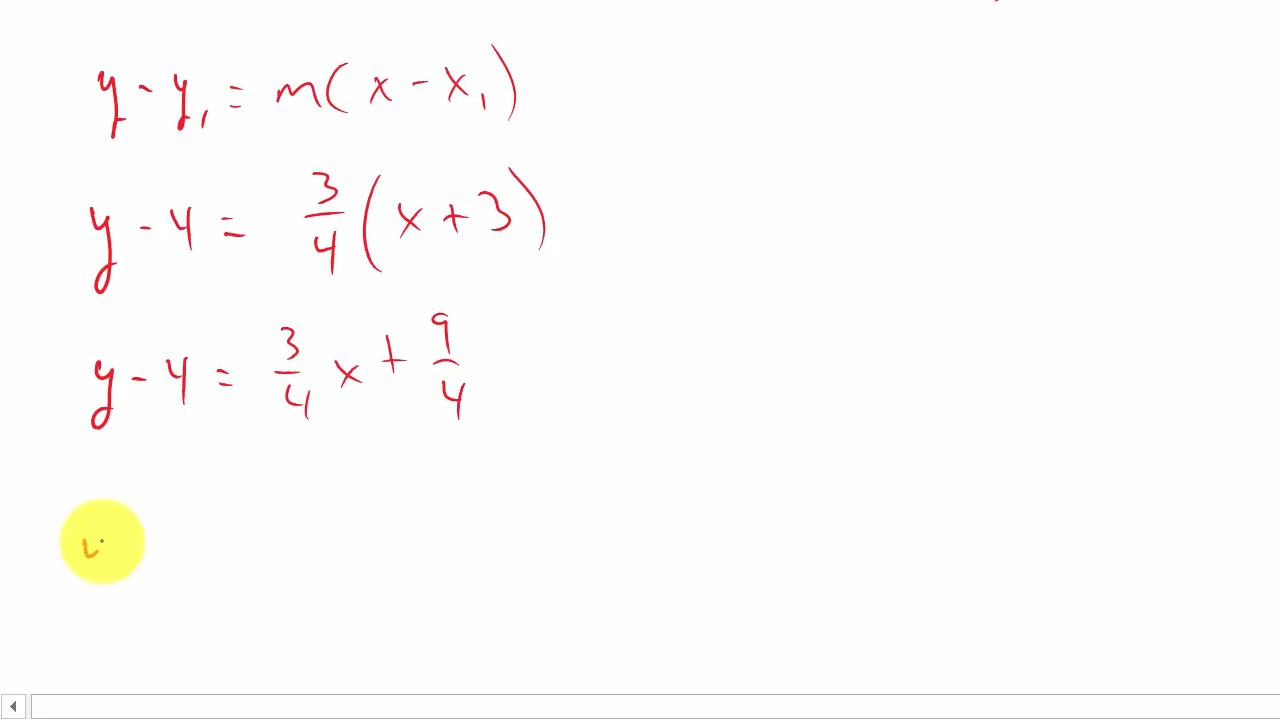 y - y₁ = m(x - x₁)
y - 4 = 3/4 (x + 3)
y - 4 = 3/4 x + 9/4